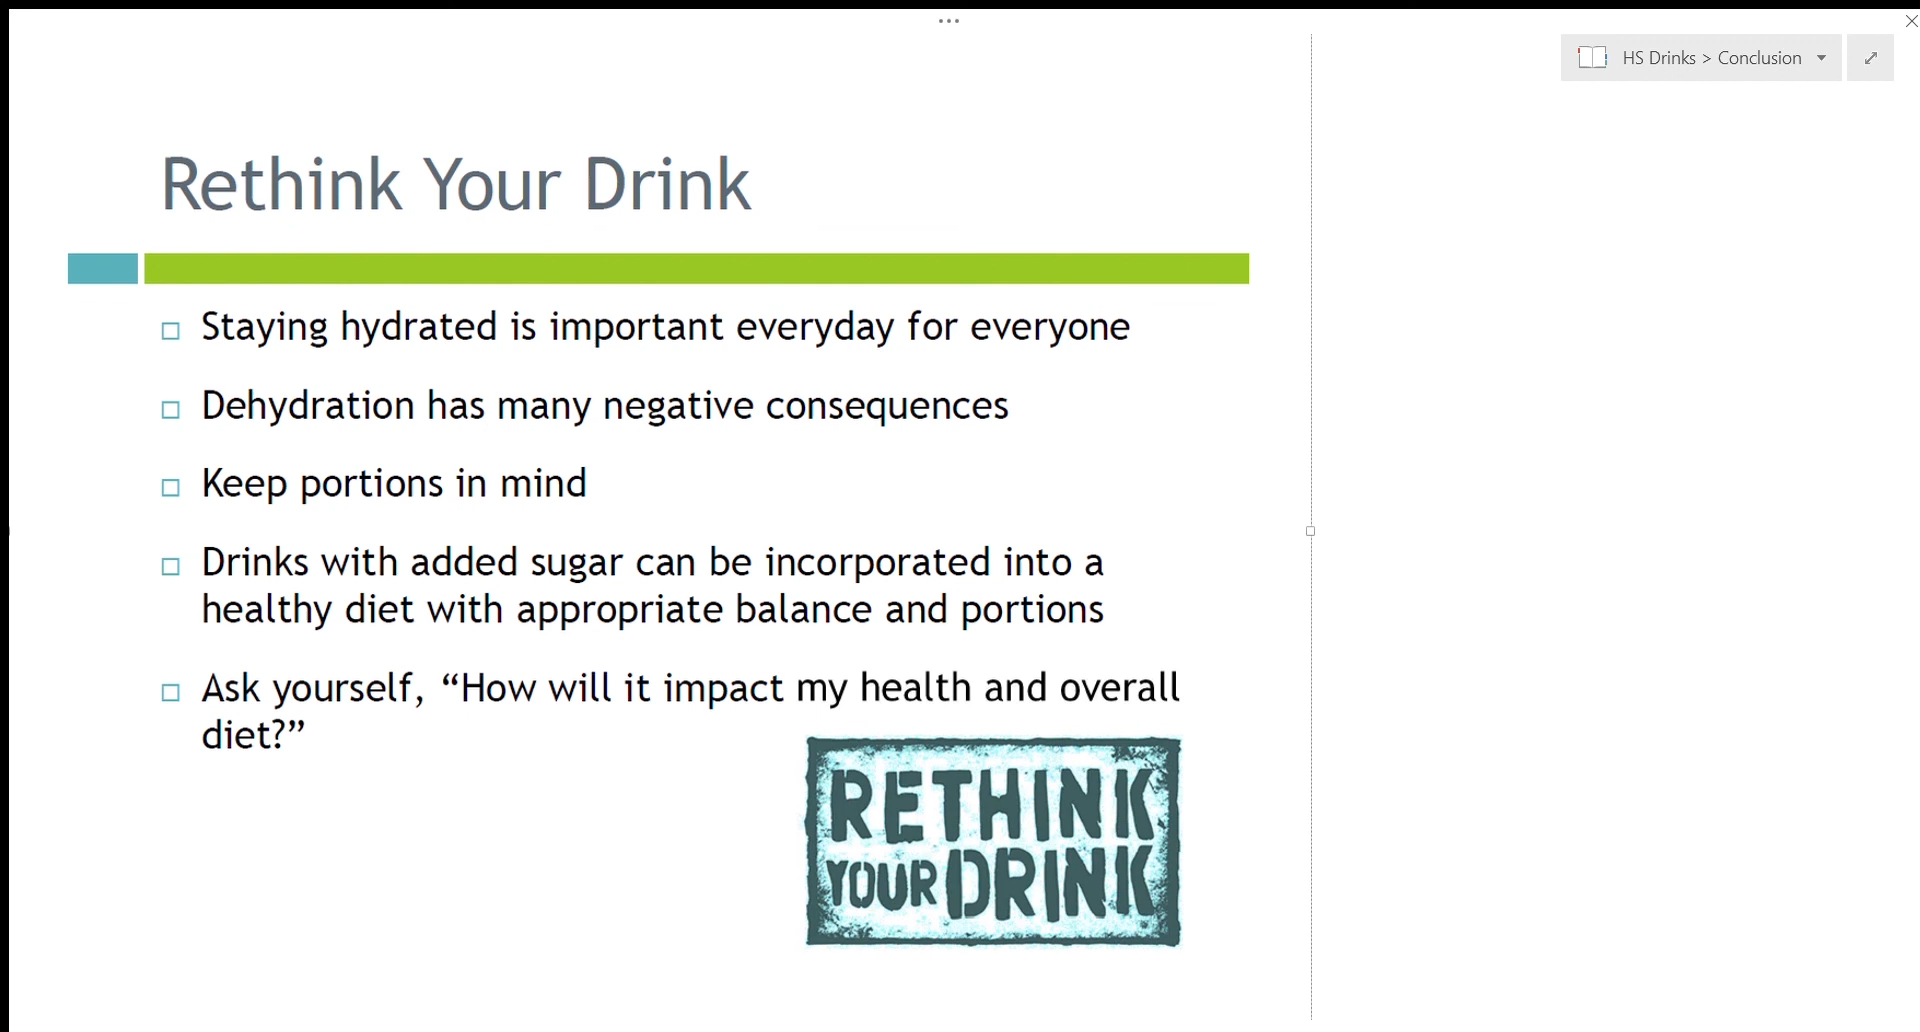 HS Drinks > Conclusion
Rethink Your Drink
Staying hydrated is important everyday for everyone
Dehydration has many negative consequences
Keep portions in mind
Drinks with added sugar can be incorporated into a
healthy diet with appropriate balance and portions
Ask yourself, “How will it impact my health and overall
diet?”
RETHINK
YOUR DRINK